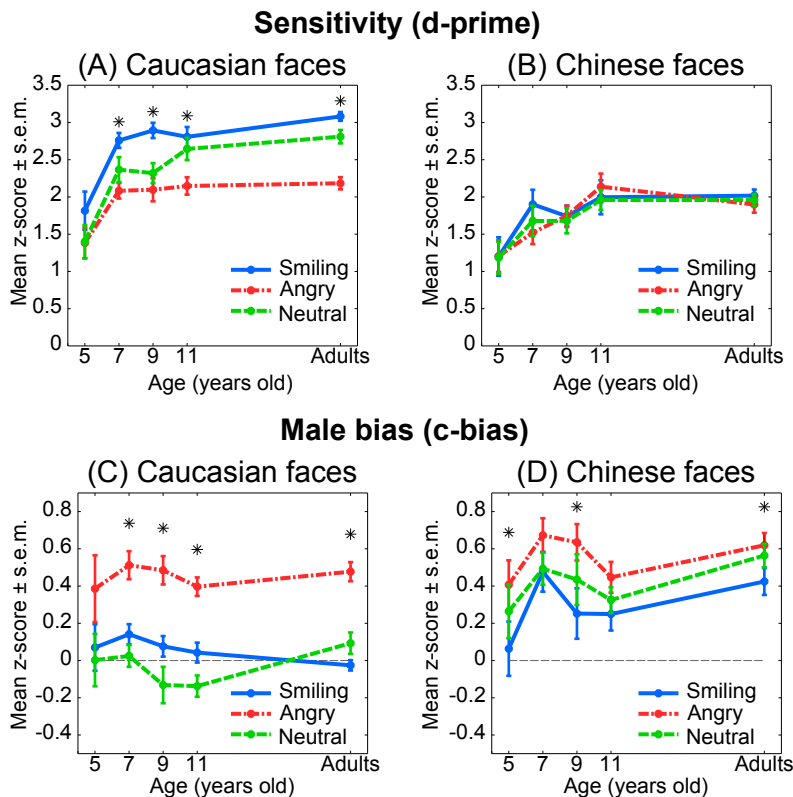 Sensitivity (d-prime)
(A) Caucasian faces
Mean z-score ± s.e.m.
3.5
3
2.5
2
1.5
1
0.5
0
* * * *
Smiling
Angry
Neutral
5 7 9 11 Adults
Age (years old)
(B) Chinese faces
Mean z-score ± s.e.m.
3.5
3
2.5
2
1.5
1
0.5
0
Smiling
Angry
Neutral
5 7 9 11 Adults
Age (years old)
Male bias (c-bias)
(C) Caucasian faces
Mean z-score ± s.e.m.
0.8
0.6
0.4
0.2
0
-0.2
-0.4
* * * *
Smiling
Angry
Neutral
5 7 9 11 Adults
Age (years old)
(D) Chinese faces
Mean z-score ± s.e.m.
0.8
0.6
0.4
0.2
0
-0.2
-0.4
* * *
Smiling
Angry
Neutral
5 7 9 11 Adults
Age (years old)